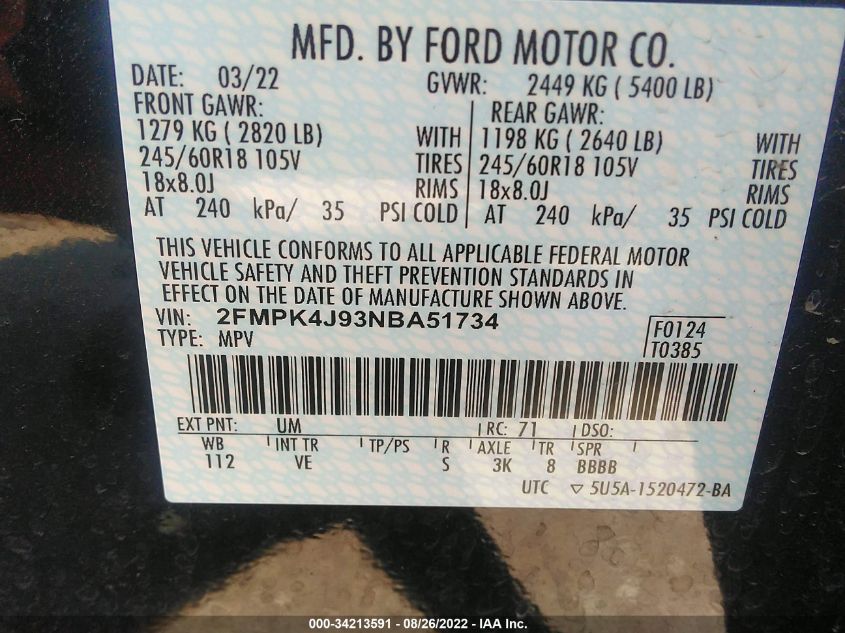 MFD. BY FORD MOTOR CO.
DATE: 03/22 GVWR: 2449 KG ( 5400 LB)
FRONT GAWR: REAR GAWR:
1279 KG ( 2820 LB) WITH 1198 KG ( 2640 LB) WITH
245/60R18 105V TIRES 245/60R18 105V TIRES
18x8.0J RIMS 18x8.0J RIMS
AT 240 kPa/ 35 PSI COLD AT 240 kPa/ 35 PSI COLD
THIS VEHICLE CONFORMS TO ALL APPLICABLE FEDERAL MOTOR
VEHICLE SAFETY AND THEFT PREVENTION STANDARDS IN
EFFECT ON THE DATE OF MANUFACTURE SHOWN ABOVE.
VIN: 2FMPK4J93NBA51734 F0124
TYPE: MPV T0385
EXT PNT: UM RC: 71 DSO:
WB INT TR TP/PS R AXLE TR SPR
112 VE S 3K 8 BBBB
UTC ▽ 5U5A-1520472-BA
000-34213591 - 08/26/2022 - IAA Inc.